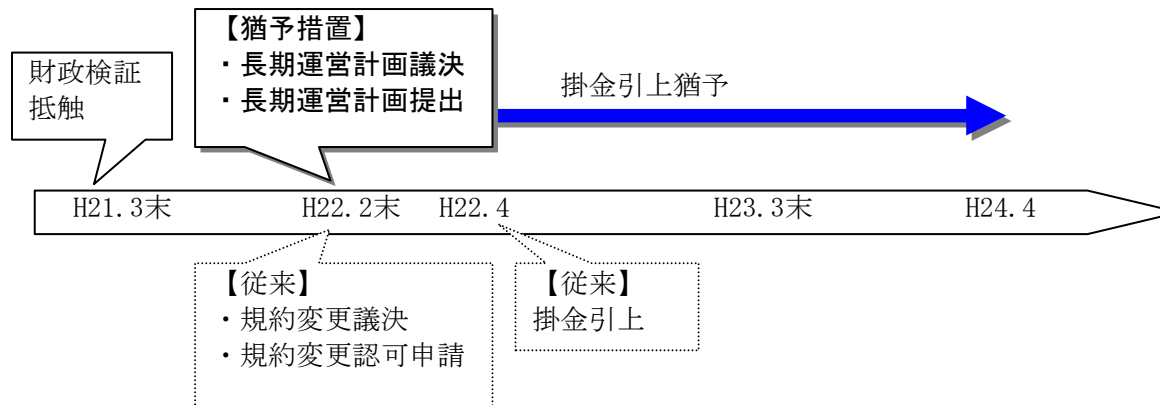 【猶予措置】
・長期運営計画議決
・長期運営計画提出
財政検証
抵触
掛金引上猶予
H21.3末
H22.2末
H22.4
H23.3末
H24.4
【従来】
・規約変更議決
・規約変更認可申請
【従来】
掛金引上